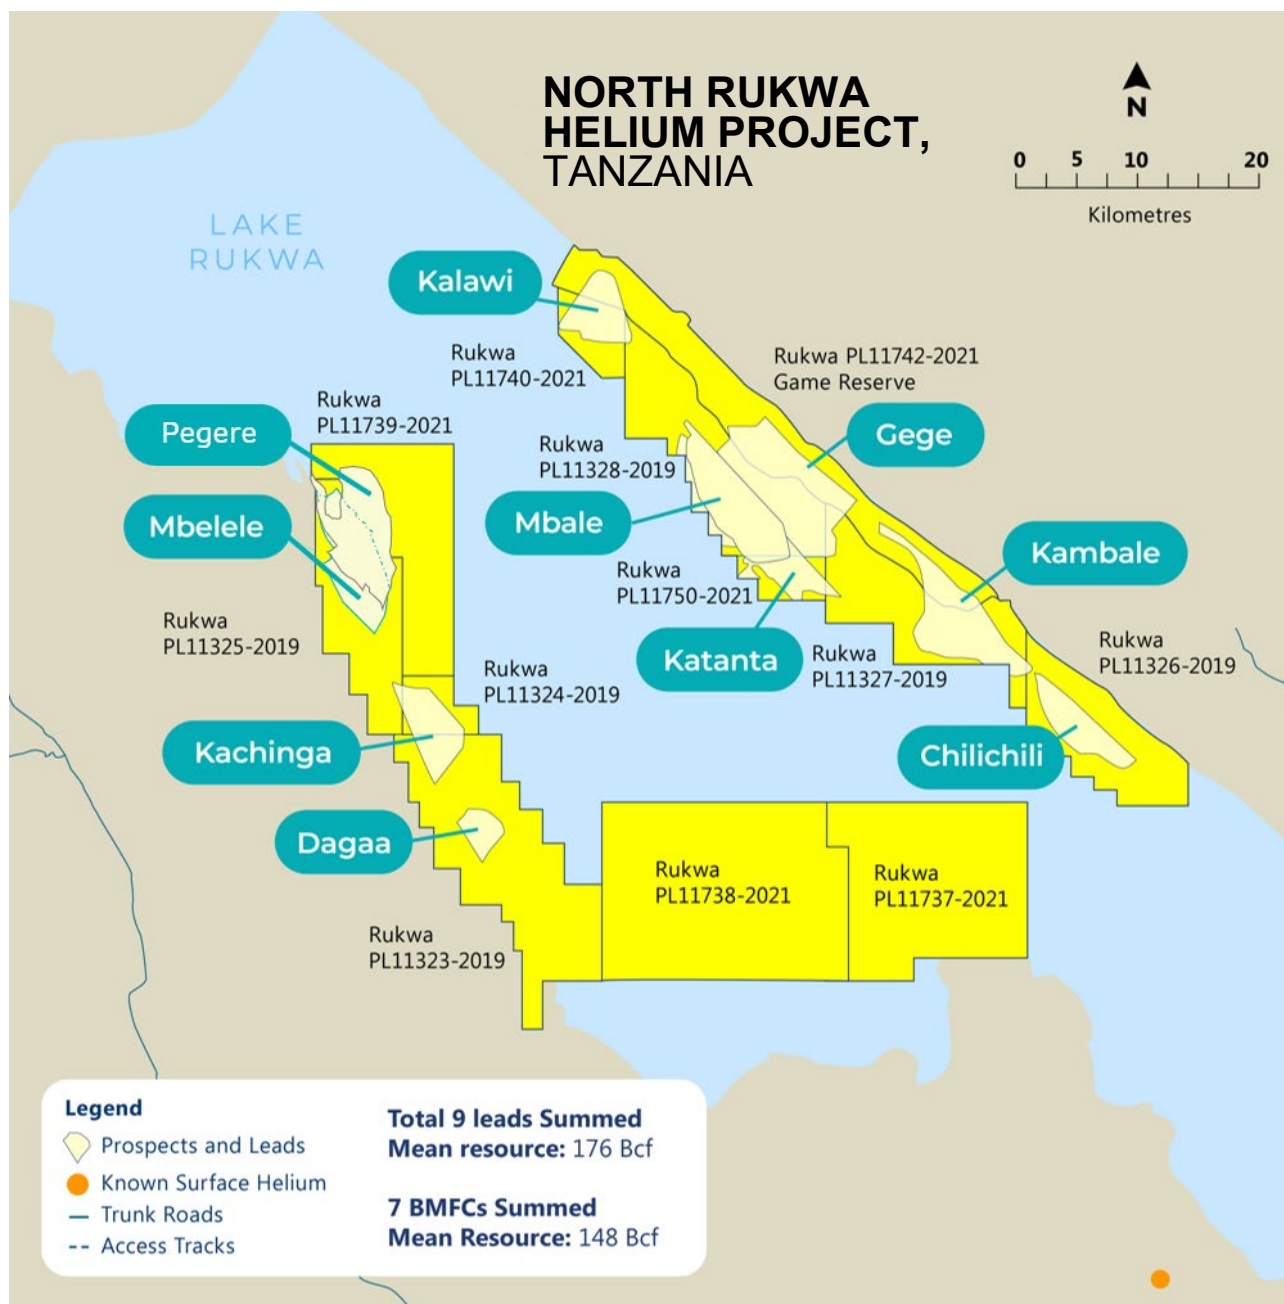 NORTH RUKWA
HELIUM PROJECT,
TANZANIA
N
0 5 10 20
Kilometres
LAKE
RUKWA
Kalawi
Rukwa
PL11740-2021
Rukwa PL11742-2021
Game Reserve
Rukwa
PL11739-2021
Pegere
Gege
Rukwa
PL11328-2019
Mbelele
Mbale
Kambale
Rukwa
PL11750-2021
Rukwa
PL11325-2019
Katanta
Rukwa
PL11327-2019
Rukwa
PL11326-2019
Rukwa
PL11324-2019
Kachinga
Chilichili
Dagaa
Rukwa
PL11738-2021
Rukwa
PL11737-2021
Rukwa
PL11323-2019
Legend
Prospects and Leads
Known Surface Helium
Trunk Roads
Access Tracks
Total 9 leads Summed
Mean resource: 176 Bcf
7 BMFCs Summed
Mean Resource: 148 Bcf